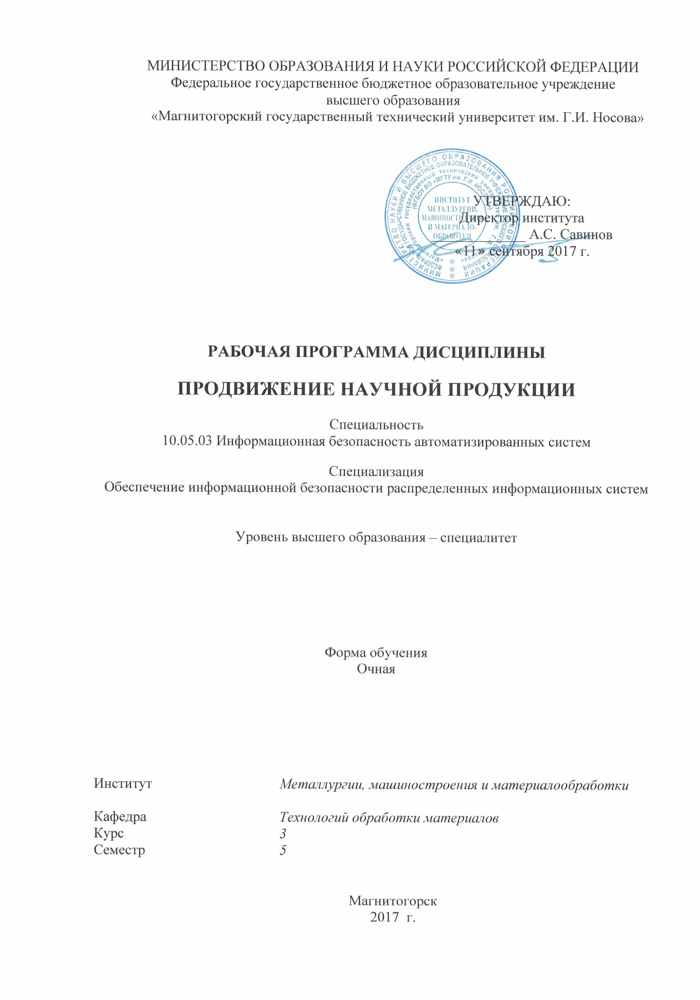 МИНИСТЕРСТВО ОБРАЗОВАНИЯ И НАУКИ РОССИЙСКОЙ ФЕДЕРАЦИИ
Федеральное государственное бюджетное образовательное учреждение
высшего образования
«Магнитогорский государственный технический университет им. Г.И. Носова»
МИНИСТЕРСТВО НАУКИ И ВЫСШЕГО ОБРАЗОВАНИЯ РОССИЙСКОЙ ФЕДЕРАЦИИ
ФЕДЕРАЛЬНОЕ ГОСУДАРСТВЕННОЕ БЮДЖЕТНОЕ ОБРАЗОВАТЕЛЬНОЕ УЧРЕЖДЕНИЕ ВЫСШЕГО ОБРАЗОВАНИЯ
«Магнитогорский государственный технический университет им. Г.И. Носова»
(ФГБОУ ВО «МГТУ им. Г.И. НОСОВА»)
ИНСТИТУТ
МЕТАЛЛУРГИИ,
МАШИНОСТРОЕНИЯ
И МАТЕРИАЛО-
ОБРАБОТКИ
УТВЕРЖДАЮ:
Директор института
_____________ А.С. Савинов
«11» сентября 2017 г.
РАБОЧАЯ ПРОГРАММА ДИСЦИПЛИНЫ
ПРОДВИЖЕНИЕ НАУЧНОЙ ПРОДУКЦИИ
Специальность
10.05.03 Информационная безопасность автоматизированных систем
Специализация
Обеспечение информационной безопасности распределенных информационных систем
Уровень высшего образования – специалитет
Форма обучения
Очная
Институт Металлургии, машиностроения и материалообработки
Кафедра Технологий обработки материалов
Курс 3
Семестр 5
Магнитогорск
2017 г.